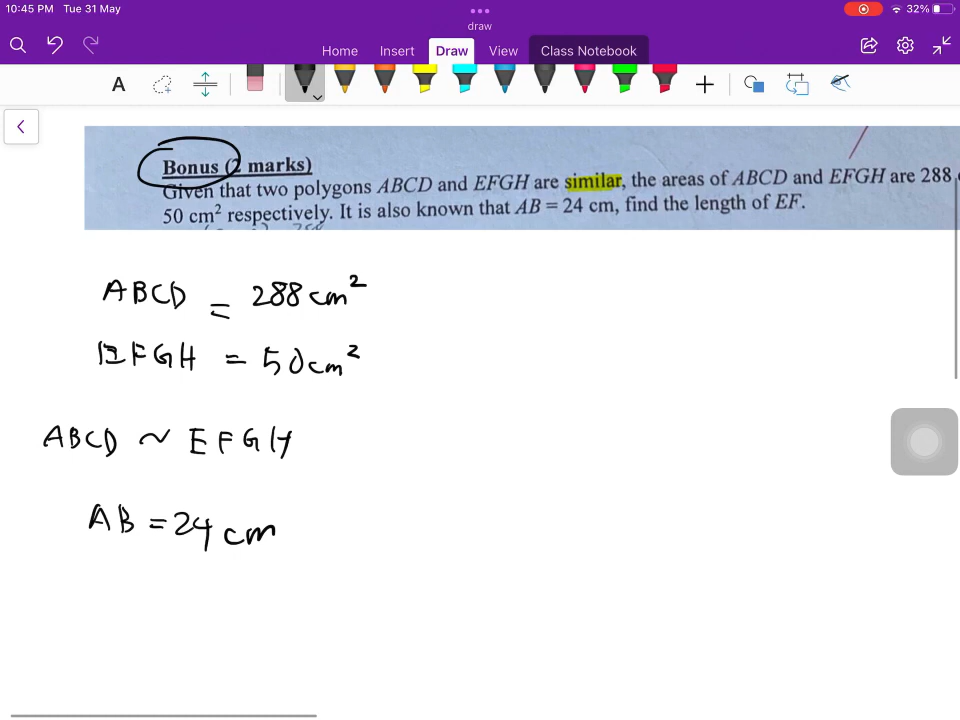 10:45 PM Tue 31 May
32%
draw
Home Insert Draw View Class Notebook
A
Bonus (2 marks)
Given that two polygons ABCD and EFGH are similar, the areas of ABCD and EFGH are 288
50 cm² respectively. It is also known that AB = 24 cm, find the length of EF.
ABCD = 288 cm²
EFGH = 50 cm²
ABCD ~ EFGH
AB = 24 cm